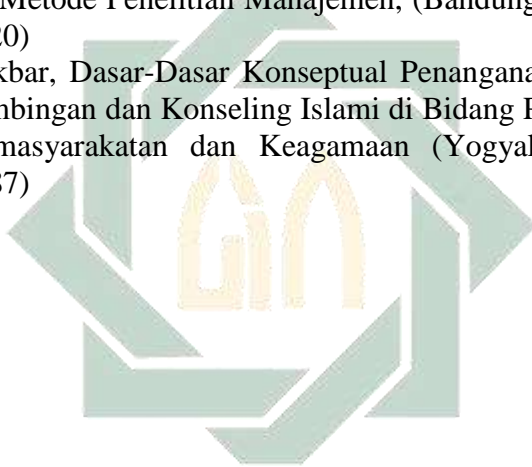 Metode Penelitian Manajemen, (Bandung
20)
kbar, Dasar-Dasar Konseptual Penangana
mbingan dan Konseling Islami di Bidang
masyarakatan dan Keagamaan (Yogyal
37)